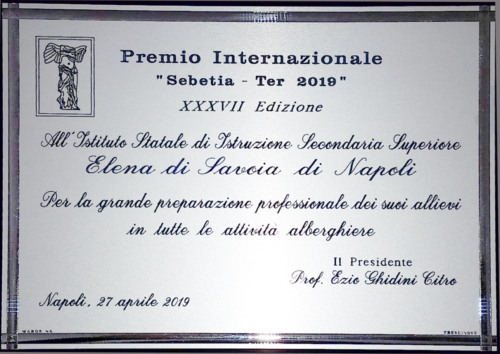 Premio Internazionale
"Sebetia - Ter 2019"
XXXVII Edizione
All'Istituto Statale di Istruzione Secondaria Superiore
Elena di Savoia di Napoli
Per la grande preparazione professionale dei suoi allievi
in tutte le attività alberghiere
Il Presidente
Prof. Ezio Ghidini Citro
Napoli, 27 aprile 2019